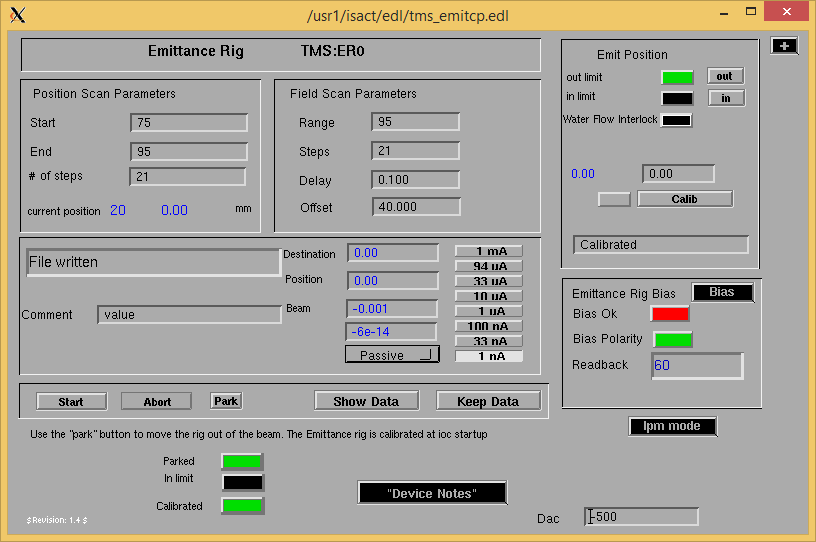 /usr1/isact/edl/tms_emitcp.edl
Emittance Rig TMS:ER0
Position Scan Parameters
Start 75
End 95
# of steps 21
current position 20 0.00 mm
Field Scan Parameters
Range 95
Steps 21
Delay 0.100
Offset 40.000
Emit Position
out limit out
in limit in
Water Flow Interlock
0.00 0.00
Calib
Calibrated
+
File written
Comment value
Destination 0.00
Position 0.00
Beam -0.001
-6e-14
Passive
1 mA
94 uA
33 uA
10 uA
1 uA
100 nA
33 nA
1 nA
Emittance Rig Bias Bias
Bias Ok
Bias Polarity
Readback 60
Start Abort Park Show Data Keep Data
Ipm mode
Use the "park" button to move the rig out of the beam. The Emittance rig is calibrated at ioc startup
Parked
In limit
Calibrated
"Device Notes"
Dac -500
$Revision: 1.4 $